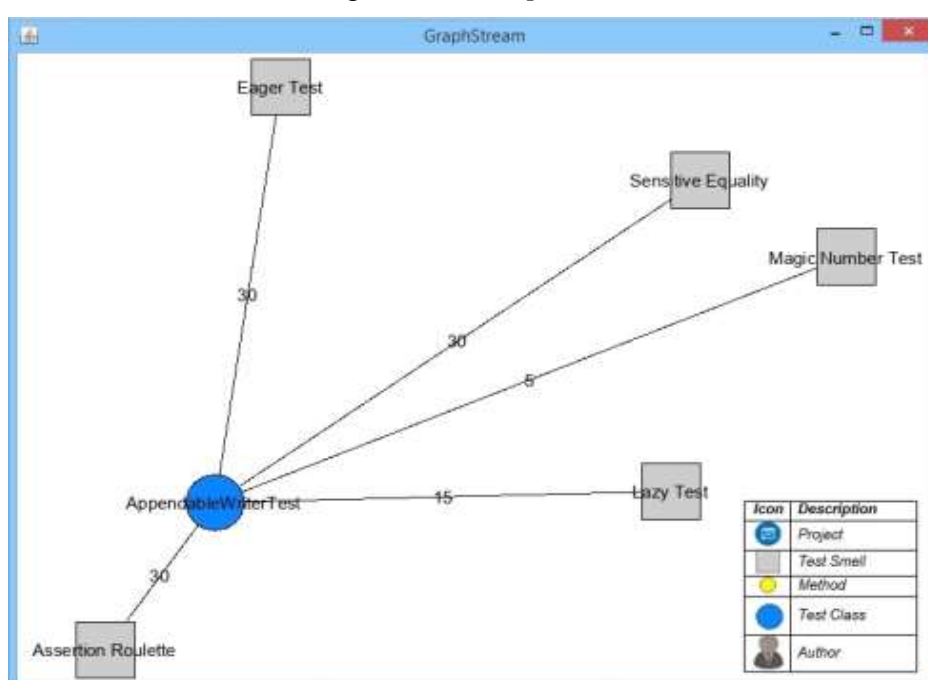 GraphStream
Eager Test
Sensitive Equality
Magic Number Test
30
30
5
Lazy Test
15
AppendableWriterTest
30
Assertion Roulette
Icon Description
Project
Test Smell
Method
Test Class
Author